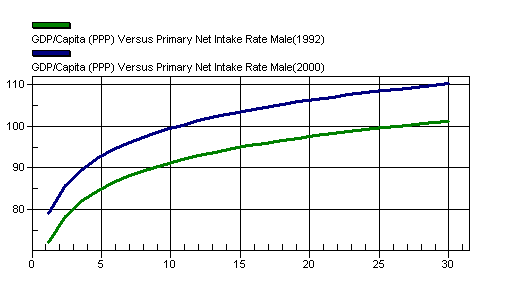 GDP/Capita (PPP) Versus Primary Net Intake Rate Male(1992)
GDP/Capita (PPP) Versus Primary Net Intake Rate Male(2000)
110
100
90
80
0 5 10 15 20 25 30